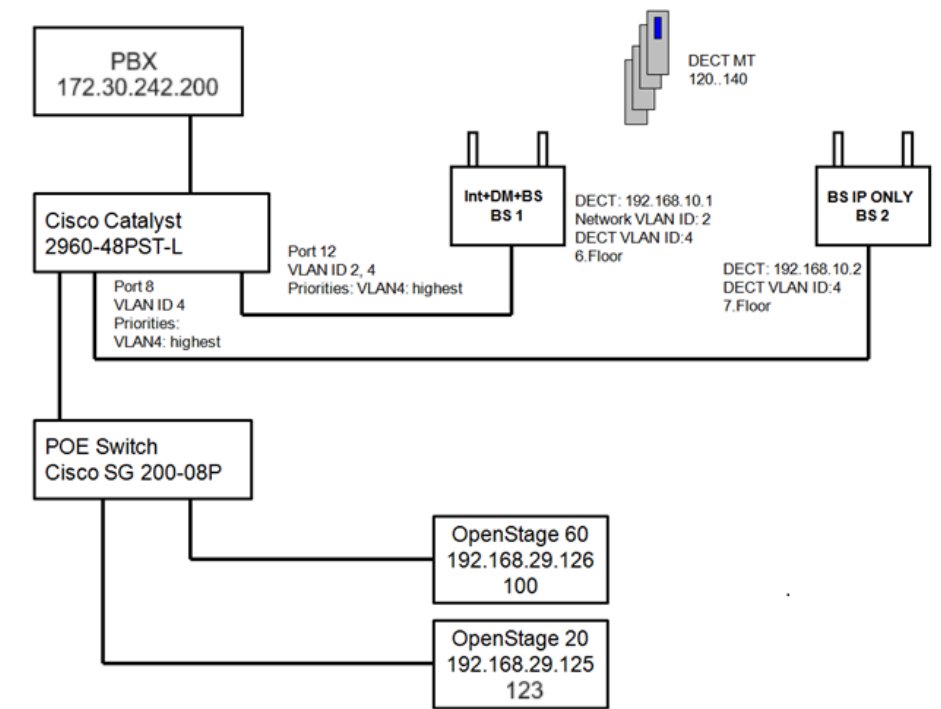 PBX
172.30.242.200
DECT MT
120..140
Cisco Catalyst
2960-48PST-L
Int+DM+BS
BS 1
DECT: 192.168.10.1
Network VLAN ID: 2
DECT VLAN ID:4
6.Floor
BS IP ONLY
BS 2
DECT: 192.168.10.2
DECT VLAN ID:4
7.Floor
Port 12
VLAN ID 2, 4
Priorities: VLAN4: highest
Port 8
VLAN ID 4
Priorities:
VLAN4: highest
POE Switch
Cisco SG 200-08P
OpenStage 60
192.168.29.126
100
OpenStage 20
192.168.29.125
123